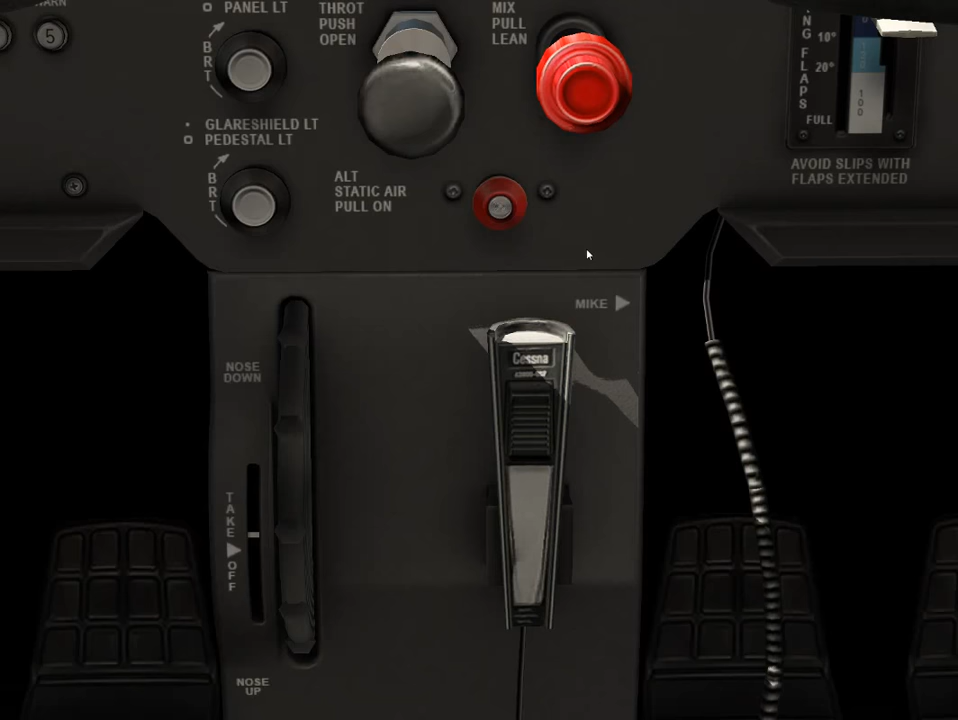 5
PANEL LT
BRT
THROT
PUSH
OPEN
MIX
PULL
LEAN
NG FLAPS
10°
20°
FULL
100
AVOID SLIPS WITH
FLAPS EXTENDED
GLARESHIELD LT
PEDESTAL LT
BRT
ALT
STATIC AIR
PULL ON
MIKE
Cessna
NOSE
DOWN
TAKE OFF
NOSE
UP